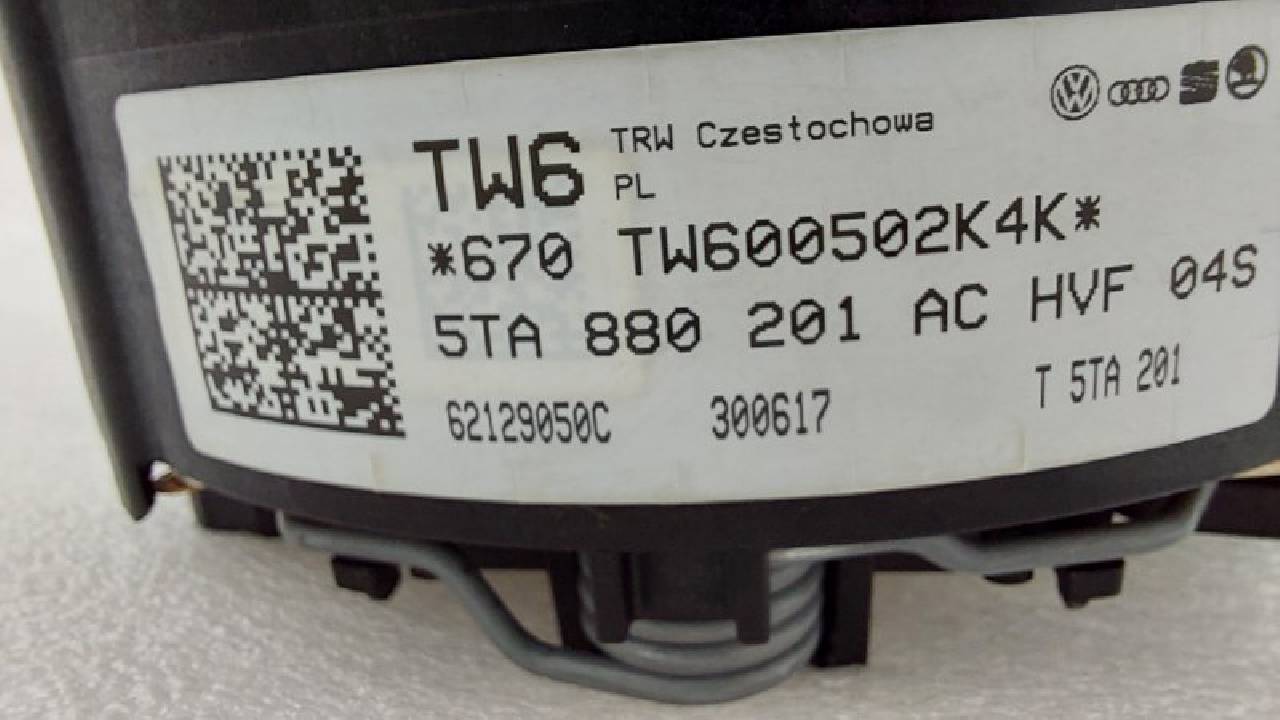 TW6 TRW Czestochowa
PL
*670 TW600502K4K*
5TA 880 201 AC HVF 04S
62129050C 300617 T 5TA 201